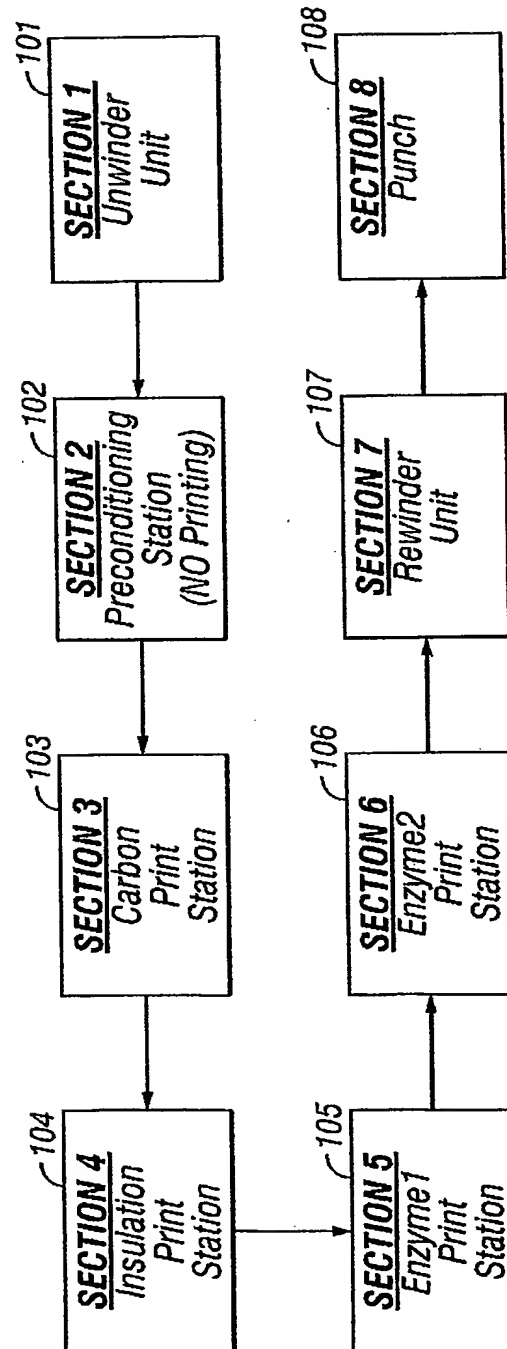 101
SECTION 1
Unwinder
Unit
102
SECTION 2
Preconditioning
Station
(NO Printing)
103
SECTION 3
Carbon
Print
Station
104
SECTION 4
Insulation
Print
Station
105
SECTION 5
Enzyme1
Print
Station
106
SECTION 6
Enzyme2
Print
Station
107
SECTION 7
Rewinder
Unit
108
SECTION 8
Punch